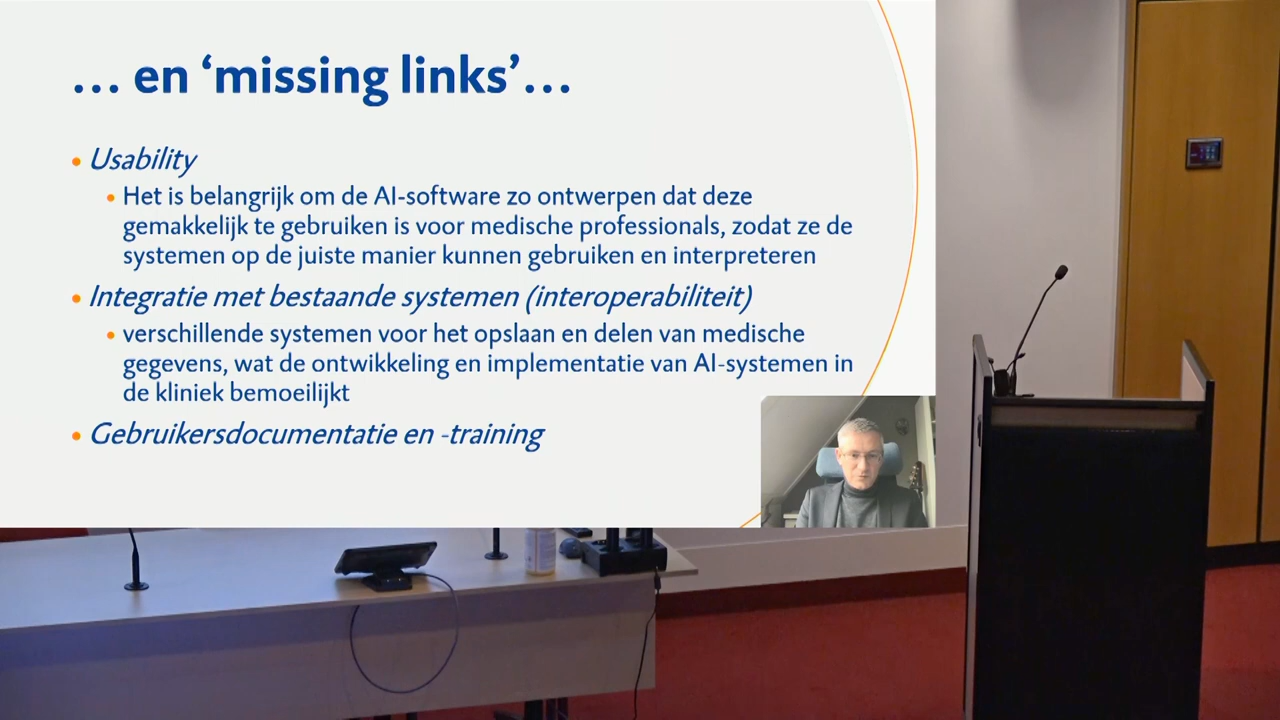 ... en ‘missing links’...
• Usability
• Het is belangrijk om de AI-software zo ontwerpen dat deze
gemakkelijk te gebruiken is voor medische professionals, zodat ze de
systemen op de juiste manier kunnen gebruiken en interpreteren
• Integratie met bestaande systemen (interoperabiliteit)
• verschillende systemen voor het opslaan en delen van medische
gegevens, wat de ontwikkeling en implementatie van AI-systemen in
de kliniek bemoeilijkt
• Gebruikersdocumentatie en -training